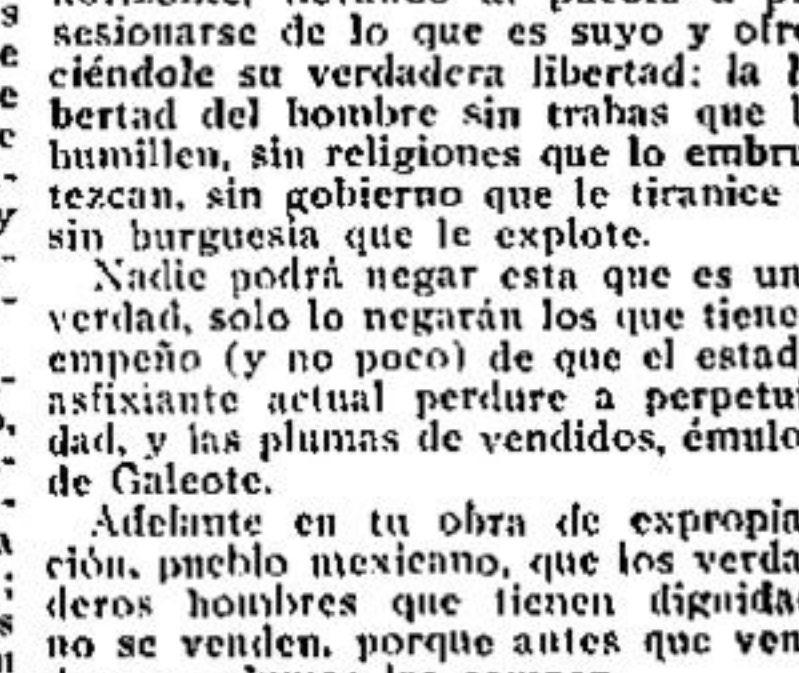 sesionarse de lo que es suyo y ofre
ciéndole su verdadera libertad: la l
bertad del hombre sin trabas que l
humillen, sin religiones que lo embru
tezcan, sin gobierno que le tiranice
sin burguesía que le explote.
Nadie podrá negar esta que es un
verdad, solo lo negarán los que tiene
empeño (y no poco) de que el estad
asfixiante actual perdure a perpetu
dad, y las plumas de vendidos, émulo
de Galeote.
Adelante en tu obra de expropia
ción, pueblo mexicano, que los verda
deros hombres que tienen dignida
no se venden, porque antes que ven